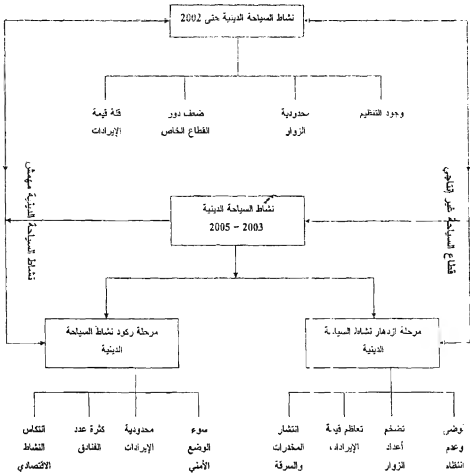 نشاط السياحة الدينية حتى 2002
وجود التنظيم
محدودية
الزوار
ضعف دور
القطاع الخاص
قلة قيمة
الإيرادات
قطاع السياحة غير إنتاجي
نشاط السياحة الدينية مهمش
نشاط السياحة الدينية
2003 - 2005
مرحلة ازدهار نشاط السياحة
الدينية
مرحلة ركود نشاط السياحة
الدينية
فوضى
وعدم
انتظام
تضخم
أعداد
الزوار
تعاظم قيمة
الإيرادات
انتشار
المخدرات
والسرقة
سوء
الوضع
الأمني
محدودية
الإيرادات
كثرة عدد
الفنادق
انتكاس
النشاط
الاقتصادي